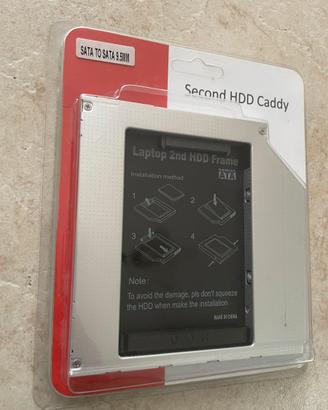 SATA TO SATA 9.5MM
Second HDD Caddy
Laptop 2nd HDD Frame
SATA
Installation method
1
2
3
4
Note:
To avoid the damage, pls don't squeeze
the HDD when make the installation.
MADE IN CHINA